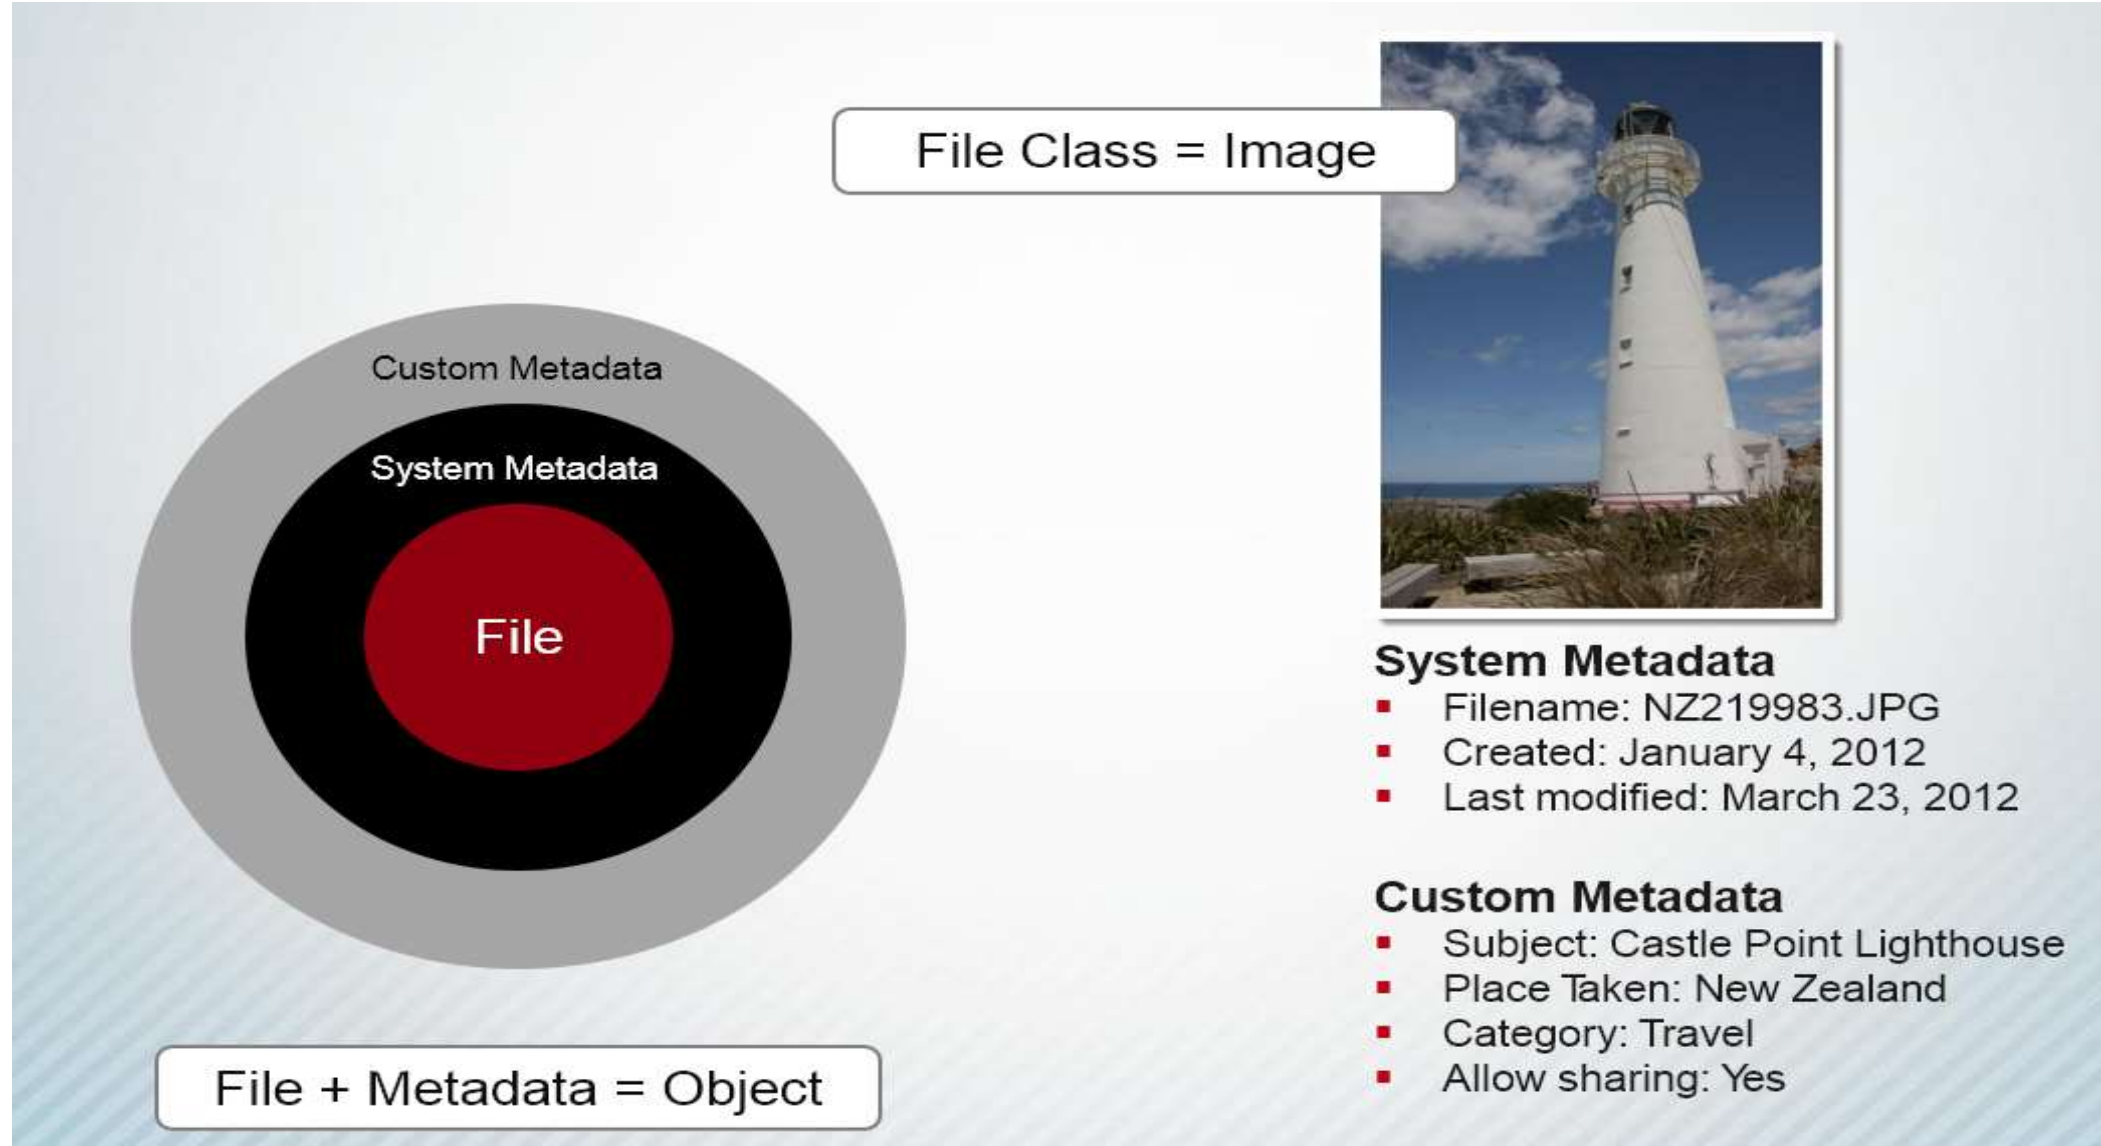 File Class = Image
Custom Metadata
System Metadata
File
File + Metadata = Object
System Metadata
Filename: NZ219983.JPG
Created: January 4, 2012
Last modified: March 23, 2012
Custom Metadata
Subject: Castle Point Lighthouse
Place Taken: New Zealand
Category: Travel
Allow sharing: Yes